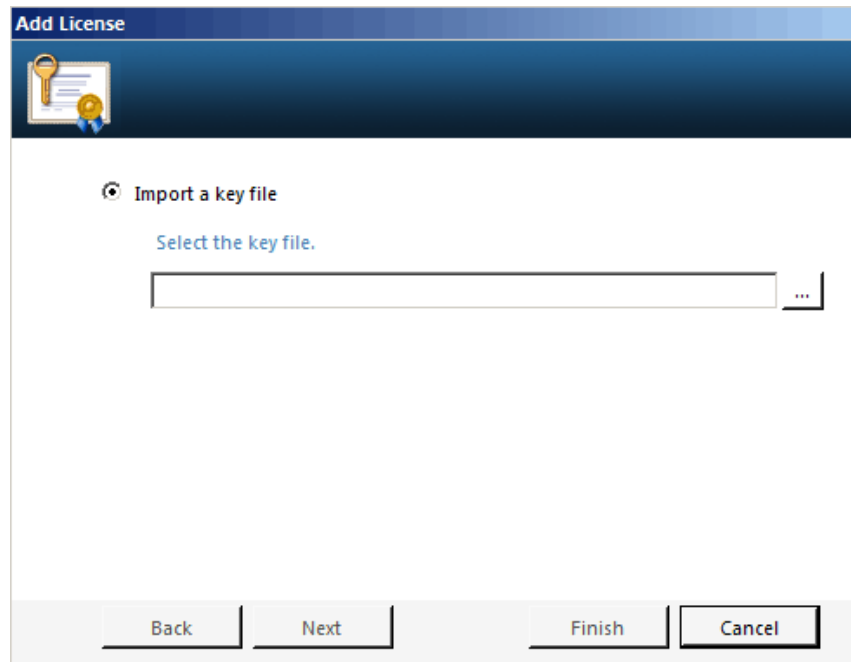 Add License
Import a key file
Select the key file.
...
Back Next Finish Cancel